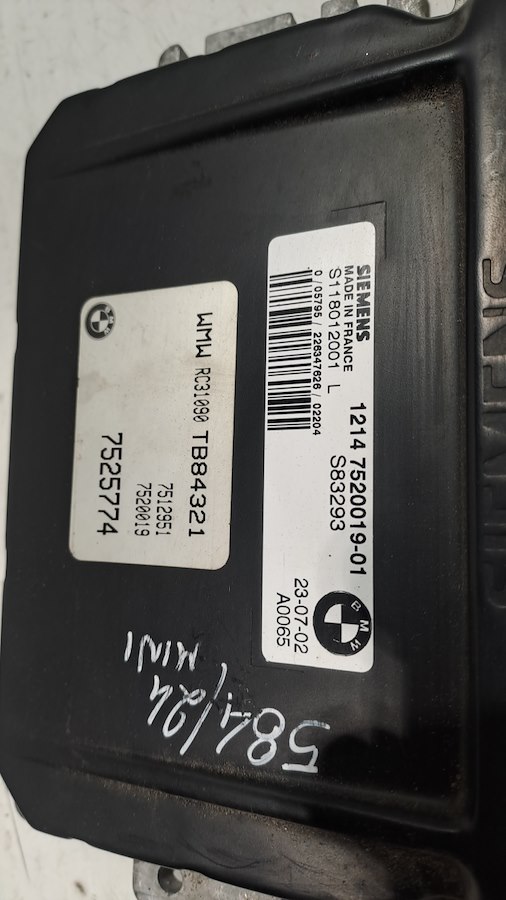 SIEMENS
MADE IN FRANCE
S118012001 L
0 / 05795 / 226347626 / 02204
1214 7520019-01
S83293
23-07-02
A0065
BMW
WMW RC31090 TB84321
7512951
7520019
7525774
584/24
MINI
SIEMENS